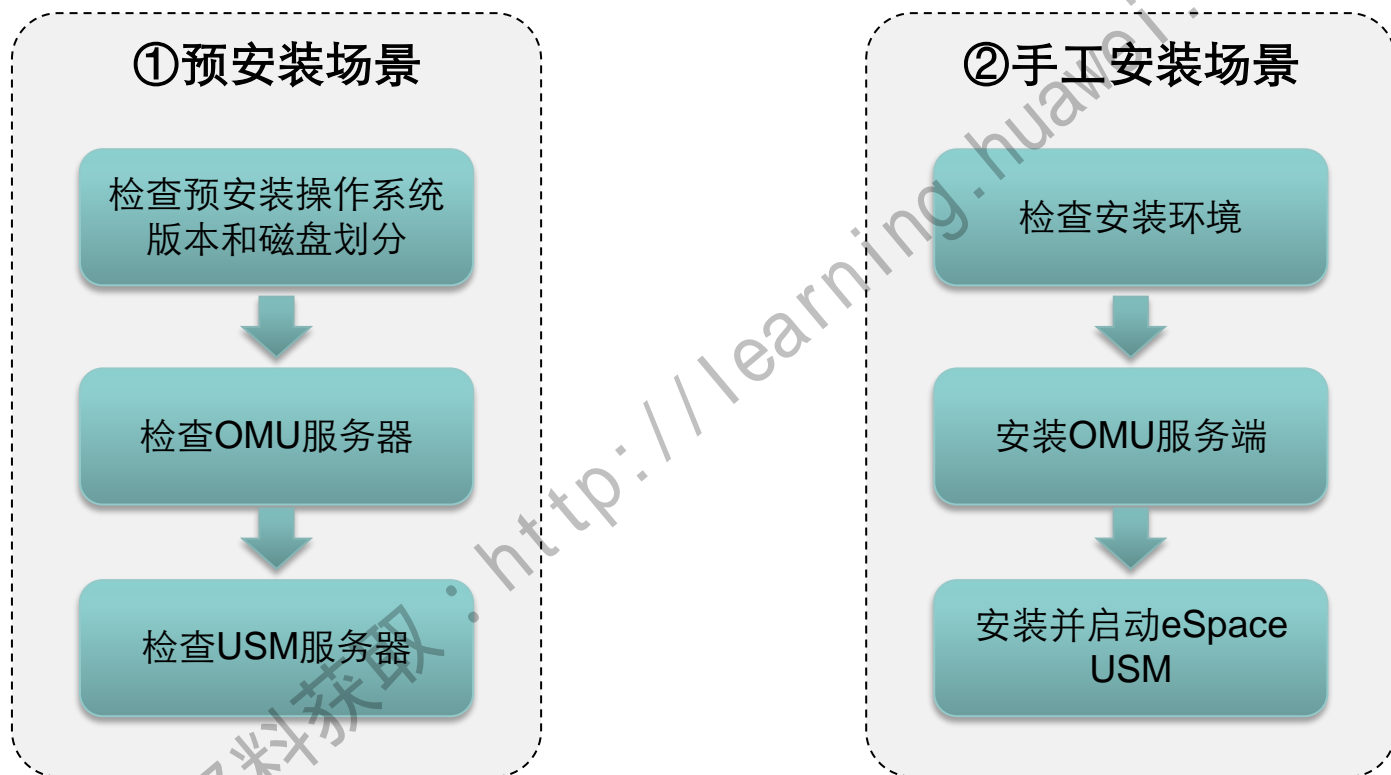 ①预安装场景
检查预安装操作系统
版本和磁盘划分
检查OMU服务器
检查USM服务器
②手工安装场景
检查安装环境
安装OMU服务端
安装并启动eSpace
USM
料获取：http://learning.huawei.